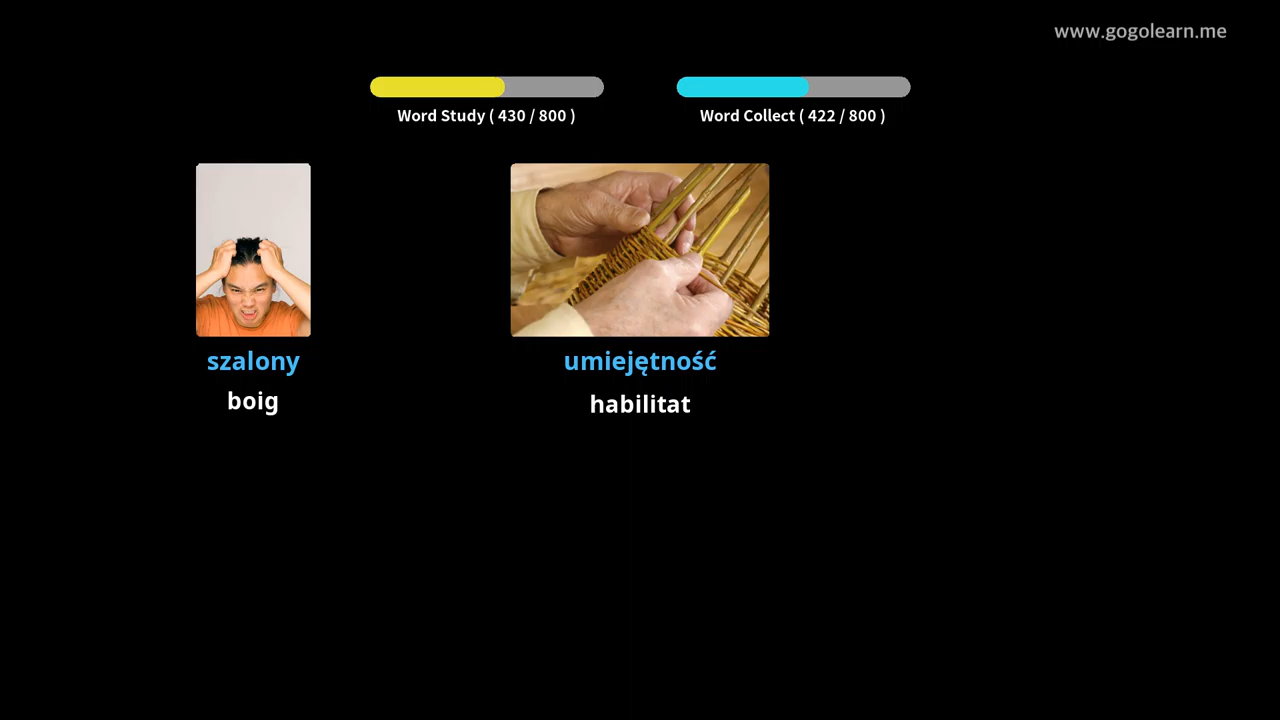 www.gogolearn.me
Word Study ( 430 / 800 )
Word Collect ( 422 / 800 )
szalony
boig
umiejętność
habilitat